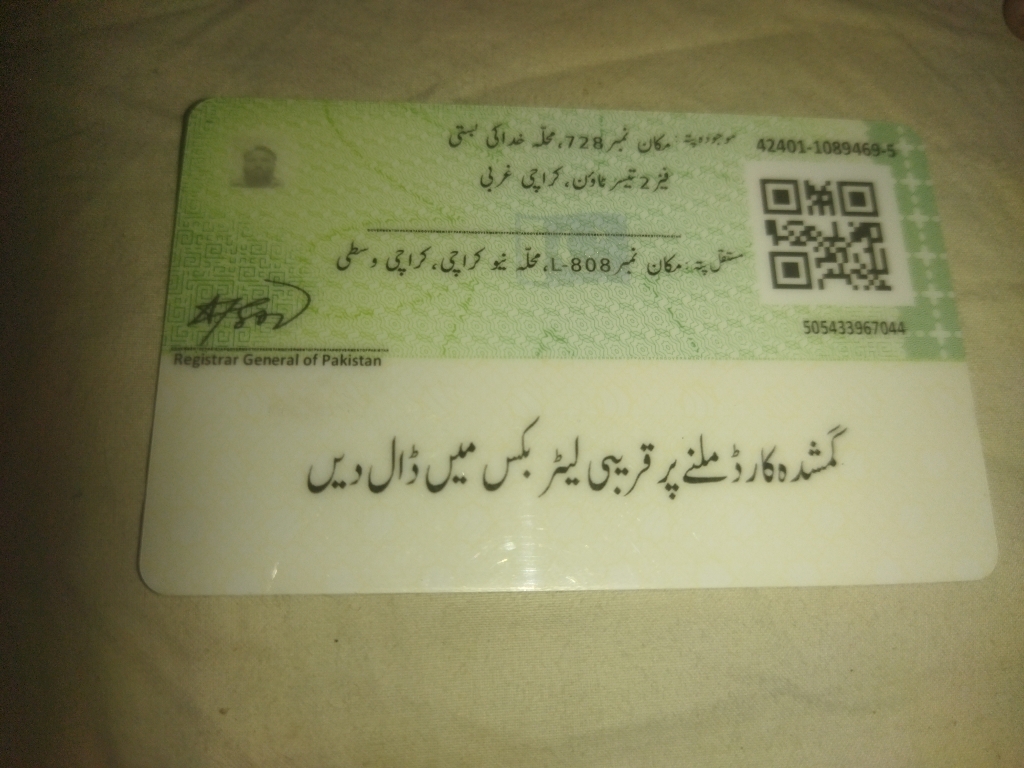 42401-1089469-5
موجودہ پتہ: مکان نمبر 728، محلہ خدا کی بستی
فیز 2 تیسر ٹاؤن، کراچی غربی
مستقل پتہ: مکان نمبر L-808، محلہ نیو کراچی، کراچی وسطی
505433967044
Registrar General of Pakistan
گمشدہ کارڈ ملنے پر قریبی لیٹر بکس میں ڈال دیں